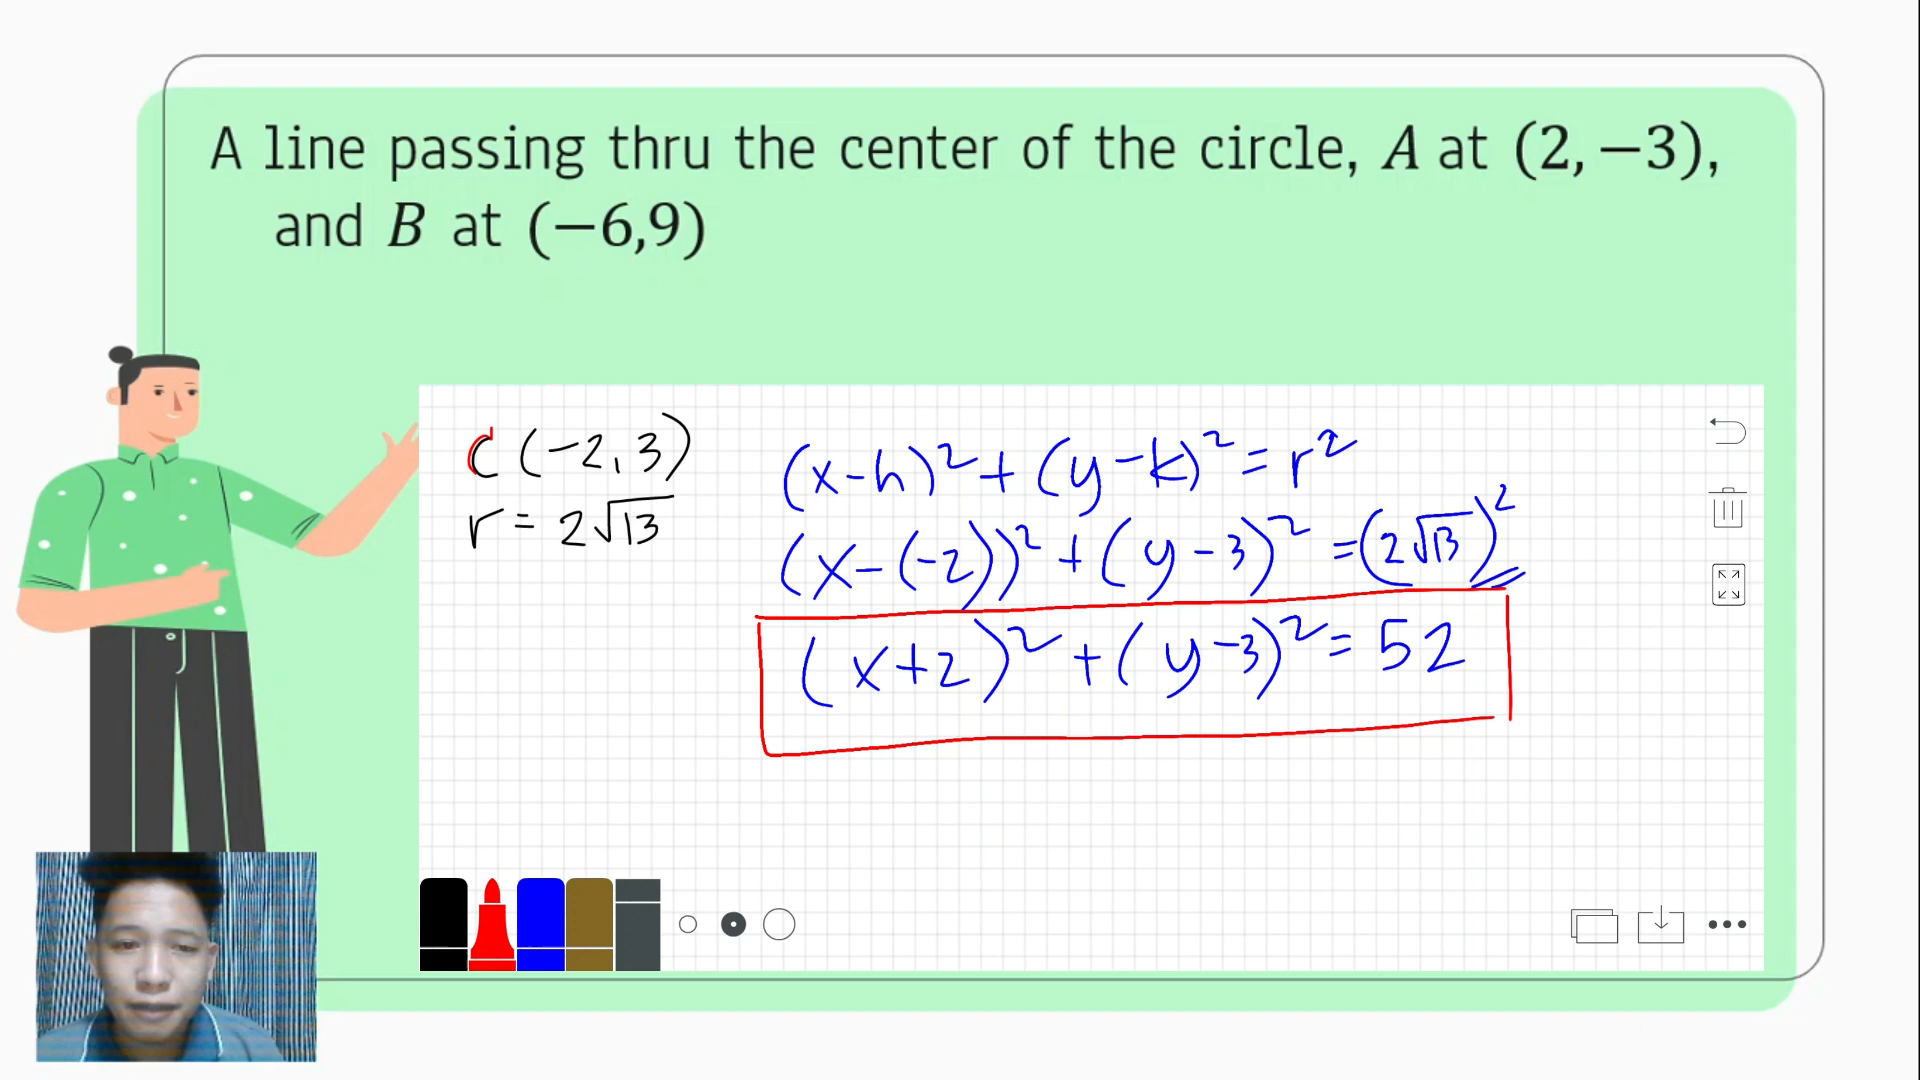 A line passing thru the center of the circle, A at (2, −3),
and B at (−6,9)
C (-2, 3)
r = 2√13
(x-h)² + (y-k)² = r²
(x-(-2))² + (y-3)² = (2√13)²
(x+2)² + (y-3)² = 52